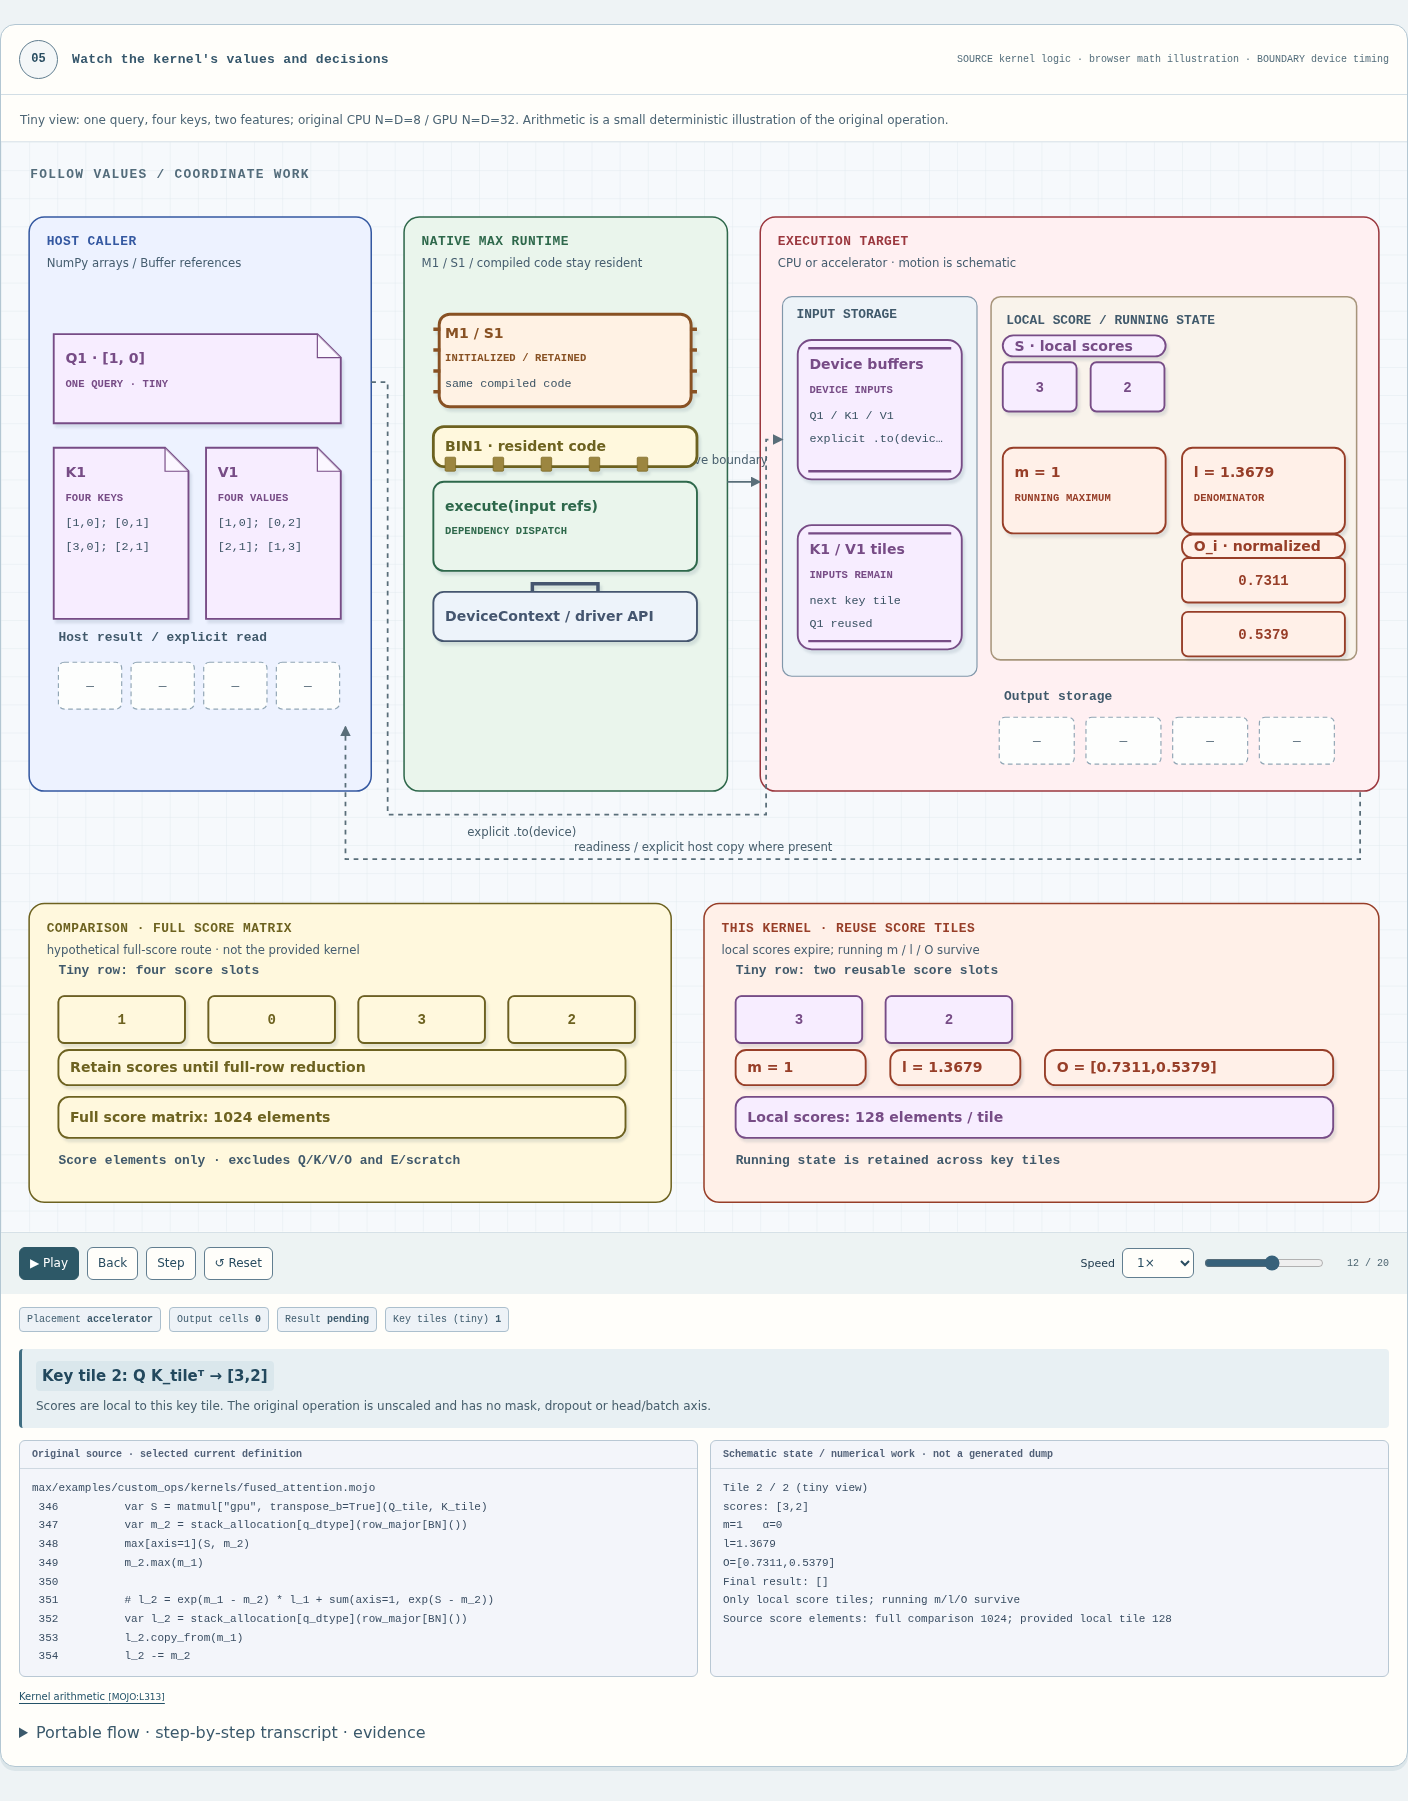 05
Watch the kernel's values and decisions
SOURCE kernel logic · browser math illustration · BOUNDARY device timing
Tiny view: one query, four keys, two features; original CPU N=D=8 / GPU N=D=32. Arithmetic is a small deterministic illustration of the original operation.
FOLLOW VALUES / COORDINATE WORK
HOST CALLER
NumPy arrays / Buffer references
Q1 · [1, 0]
ONE QUERY · TINY
K1
FOUR KEYS
[1,0]; [0,1]
[3,0]; [2,1]
V1
FOUR VALUES
[1,0]; [0,2]
[2,1]; [1,3]
Host result / explicit read
—
—
—
—
NATIVE MAX RUNTIME
M1 / S1 / compiled code stay resident
M1 / S1
INITIALIZED / RETAINED
same compiled code
BIN1 · resident code
execute(input refs)
DEPENDENCY DISPATCH
DeviceContext / driver API
ve boundary
EXECUTION TARGET
CPU or accelerator · motion is schematic
INPUT STORAGE
Device buffers
DEVICE INPUTS
Q1 / K1 / V1
explicit .to(devic…
K1 / V1 tiles
INPUTS REMAIN
next key tile
Q1 reused
LOCAL SCORE / RUNNING STATE
S · local scores
3
2
m = 1
RUNNING MAXIMUM
l = 1.3679
DENOMINATOR
O_i · normalized
0.7311
0.5379
Output storage
—
—
—
—
explicit .to(device)
readiness / explicit host copy where present
COMPARISON · FULL SCORE MATRIX
hypothetical full-score route · not the provided kernel
Tiny row: four score slots
1
0
3
2
Retain scores until full-row reduction
Full score matrix: 1024 elements
Score elements only · excludes Q/K/V/O and E/scratch
THIS KERNEL · REUSE SCORE TILES
local scores expire; running m / l / O survive
Tiny row: two reusable score slots
3
2
m = 1
l = 1.3679
O = [0.7311,0.5379]
Local scores: 128 elements / tile
Running state is retained across key tiles
▶ Play
Back
Step
↺ Reset
Speed
1×
12 / 20
Placement accelerator
Output cells 0
Result pending
Key tiles (tiny) 1
Key tile 2: Q K_tileᵀ → [3,2]
Scores are local to this key tile. The original operation is unscaled and has no mask, dropout or head/batch axis.
Original source · selected current definition
max/examples/custom_ops/kernels/fused_attention.mojo
346 var S = matmul["gpu", transpose_b=True](Q_tile, K_tile)
347 var m_2 = stack_allocation[q_dtype](row_major[BN]())
348 max[axis=1](S, m_2)
349 m_2.max(m_1)
350
351 # l_2 = exp(m_1 - m_2) * l_1 + sum(axis=1, exp(S - m_2))
352 var l_2 = stack_allocation[q_dtype](row_major[BN]())
353 l_2.copy_from(m_1)
354 l_2 -= m_2
Schematic state / numerical work · not a generated dump
Tile 2 / 2 (tiny view)
scores: [3,2]
m=1 α=0
l=1.3679
O=[0.7311,0.5379]
Final result: []
Only local score tiles; running m/l/O survive
Source score elements: full comparison 1024; provided local tile 128
Kernel arithmetic [MOJO:L313]
▶ Portable flow · step-by-step transcript · evidence